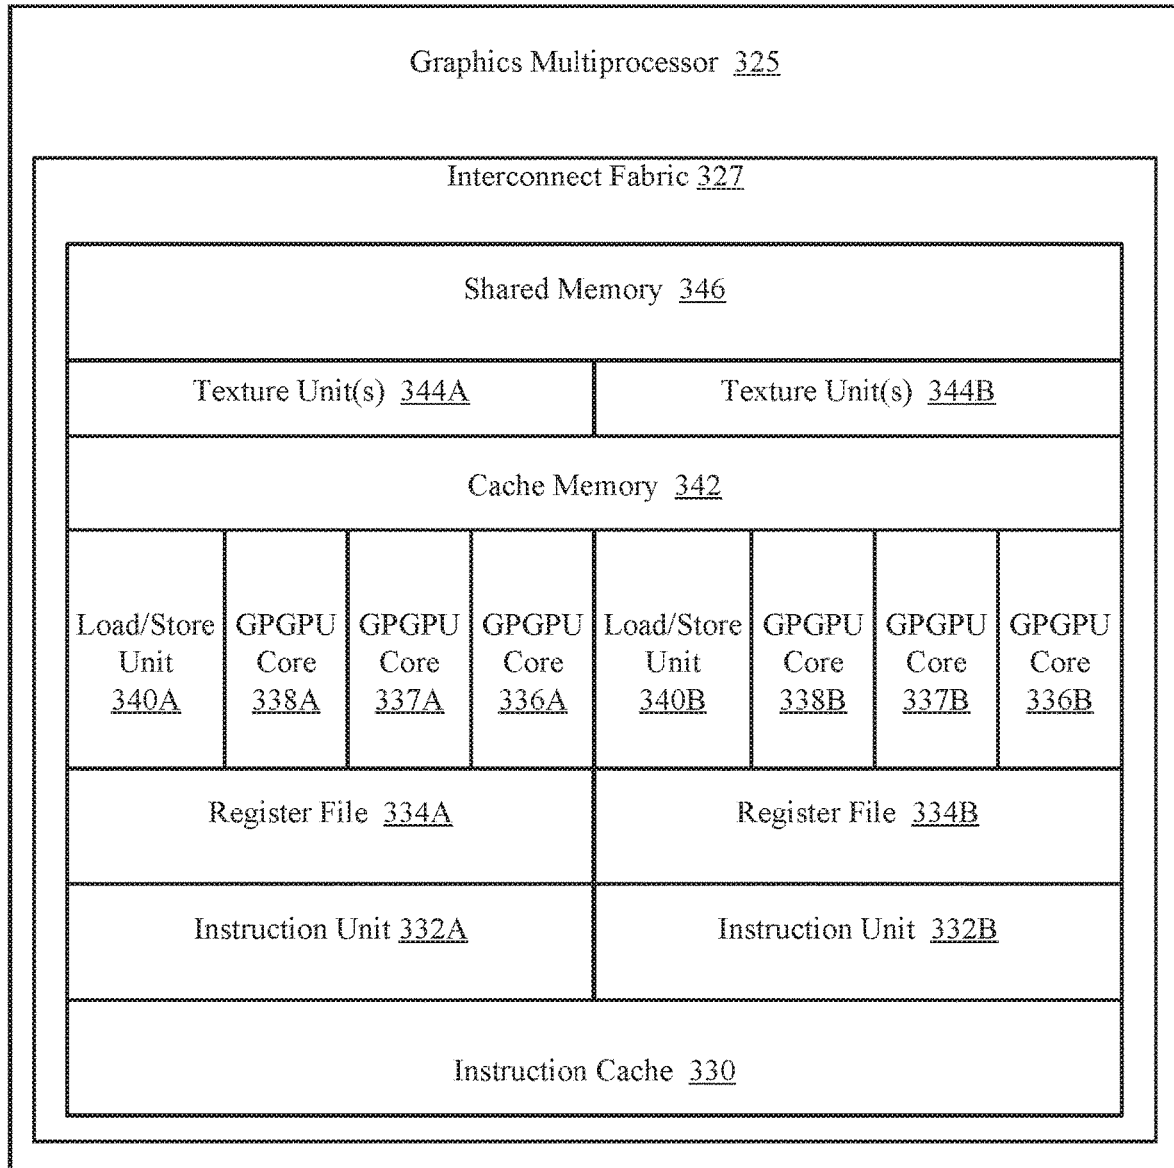 Graphics Multiprocessor 325
Interconnect Fabric 327
Shared Memory 346
Texture Unit(s) 344A
Texture Unit(s) 344B
Cache Memory 342
Load/Store
Unit
340A
GPGPU
Core
338A
GPGPU
Core
337A
GPGPU
Core
336A
Load/Store
Unit
340B
GPGPU
Core
338B
GPGPU
Core
337B
GPGPU
Core
336B
Register File 334A
Register File 334B
Instruction Unit 332A
Instruction Unit 332B
Instruction Cache 330